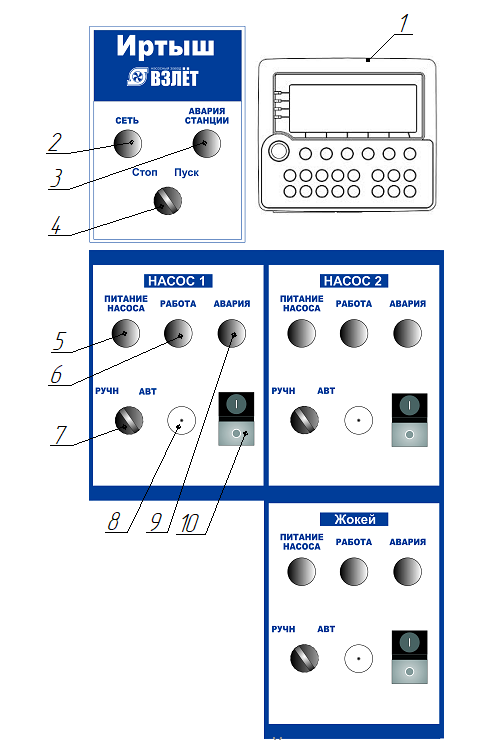 1
Иртыш
насосный завод
ВЗЛЁТ
СЕТЬ
АВАРИЯ
СТАНЦИИ
2
3
Стоп Пуск
4
НАСОС 1
ПИТАНИЕ
НАСОСА
РАБОТА
АВАРИЯ
5
6
РУЧН АВТ
7
8
9
10
НАСОС 2
ПИТАНИЕ
НАСОСА
РАБОТА
АВАРИЯ
РУЧН АВТ
Жокей
ПИТАНИЕ
НАСОСА
РАБОТА
АВАРИЯ
РУЧН АВТ